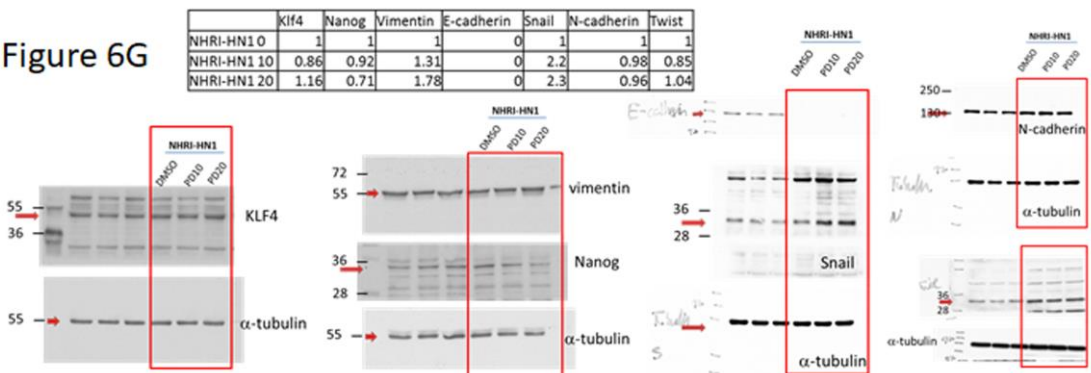 Figure 6G
Klf4 Nanog Vimentin E-cadherin Snail N-cadherin Twist
NHRI-HN1 0 1 1 1 0 1 1 1
NHRI-HN1 10 0.86 0.92 1.31 0 2.2 0.98 0.85
NHRI-HN1 20 1.16 0.71 1.78 0 2.3 0.96 1.04
NHRI-HN1
DMSO PD10 PD20
55
36
KLF4
55
α-tubulin
NHRI-HN1
DMSO PD10 PD20
72
55
vimentin
36
28
Nanog
55
α-tubulin
NHRI-HN1
DMSO PD10 PD20
E-cadherin
36
28
Snail
Tubulin
S
α-tubulin
NHRI-HN1
DMSO PD10 PD20
250
130
N-cadherin
Tubulin
N
α-tubulin
36
28
α-tubulin